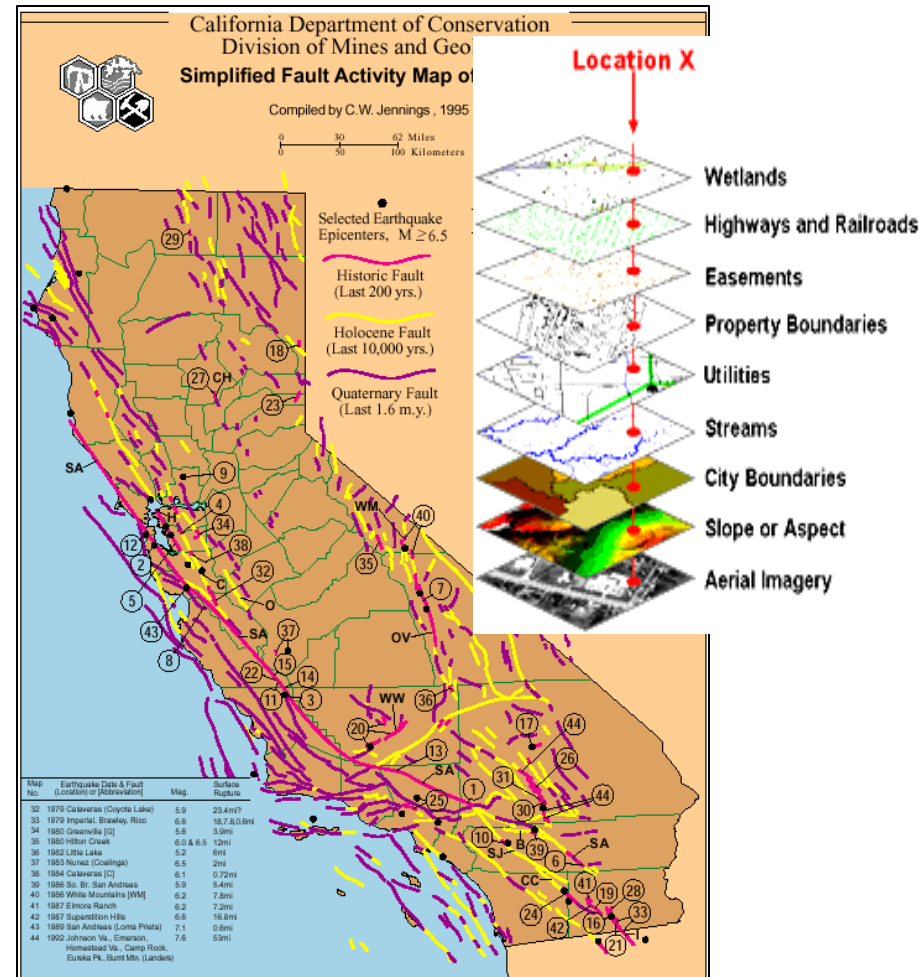 California Department of Conservation
Division of Mines and Geo
Simplified Fault Activity Map of
Compiled by C.W. Jennings , 1995
0 30 62 Miles
0 50 100 Kilometers
Selected Earthquake
Epicenters, M ≥6.5
Historic Fault
(Last 200 yrs.)
Holocene Fault
(Last 10,000 yrs.)
Quaternary Fault
(Last 1.6 m.y.)
Location X
Wetlands
Highways and Railroads
Easements
Property Boundaries
Utilities
Streams
City Boundaries
Slope or Aspect
Aerial Imagery
29
18
27 CH
23
SA
9
H
4
34
12
2
38
32
C
5
O
43
8
SA
37
WM
40
35
7
OV
22
15
14
11
3
36
WW
20
13
SA
1
25
17
44
26
31
30
44
10
B
SJ
39
6
SA
CC
41
24
19
28
42
16
33
21
I
Map No. Earthquake Date & Fault (Location) or [Abbreviation] Mag. Surface Rupture
32 1979 Calaveras (Coyote Lake) 5.9 23.4mi?
33 1979 Imperial, Brawley, Rico 6.6 18,7.8,0.6mi
34 1980 Greenville [G] 5.6 3.9mi
35 1980 Hilton Creek 6.0 & 6.5 12mi
36 1982 Little Lake 5.2 6mi
37 1983 Nunez (Coalinga) 6.5 2mi
38 1984 Calaveras [C] 6.1 0.72mi
39 1986 So. Br. San Andreas 5.9 5.4mi
40 1986 White Mountains [WM] 6.2 7.8mi
41 1987 Elmore Ranch 6.2 7.2mi
42 1987 Superstition Hills 6.6 16.8mi
43 1989 San Andreas (Loma Prieta) 7.1 0.6mi
44 1992 Johnson Va., Emerson, 7.6 53mi
Homestead Va., Camp Rock,
Eureka Pk., Burnt Mtn. (Landers)